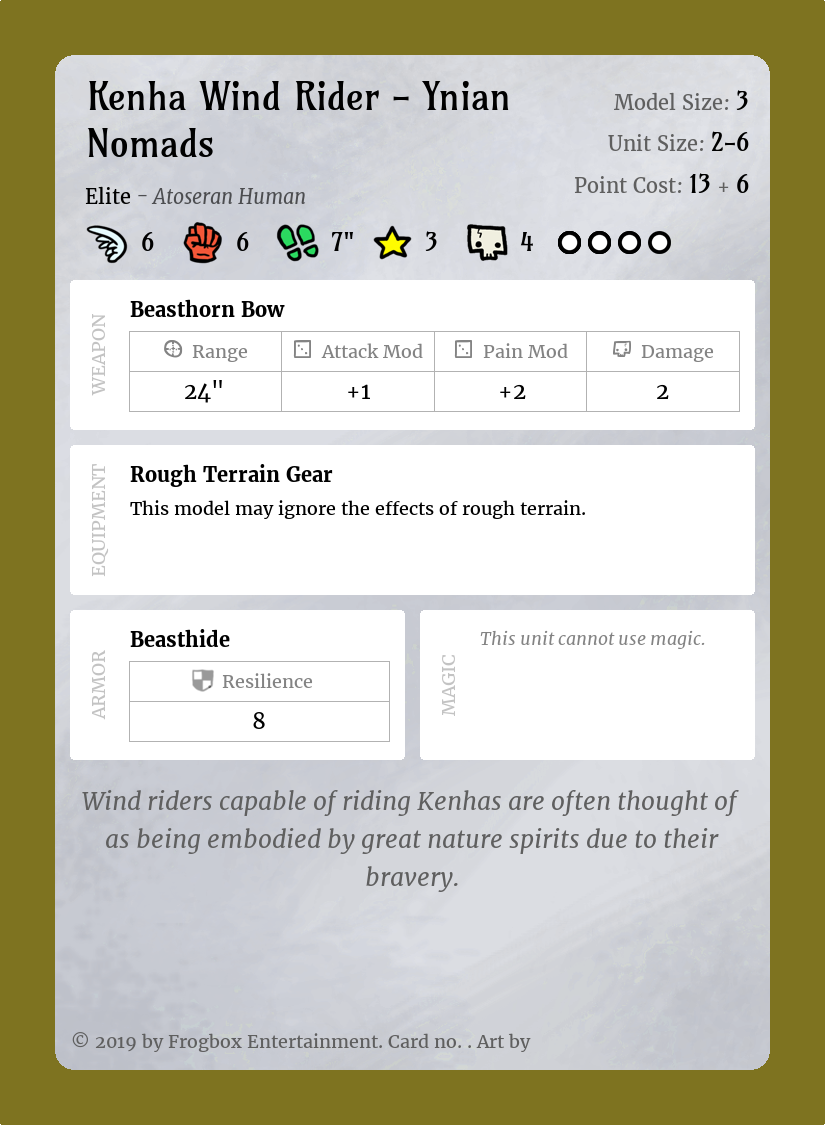 Kenha Wind Rider – Ynian
Nomads
Model Size: 3
Unit Size: 2–6
Point Cost: 13 + 6
Elite – Atoseran Human
6 6 7" 3 4
WEAPON
Beasthorn Bow
Range Attack Mod Pain Mod Damage
24" +1 +2 2
EQUIPMENT
Rough Terrain Gear
This model may ignore the effects of rough terrain.
ARMOR
Beasthide
Resilience
8
MAGIC
This unit cannot use magic.
Wind riders capable of riding Kenhas are often thought of
as being embodied by great nature spirits due to their
bravery.
© 2019 by Frogbox Entertainment. Card no. . Art by